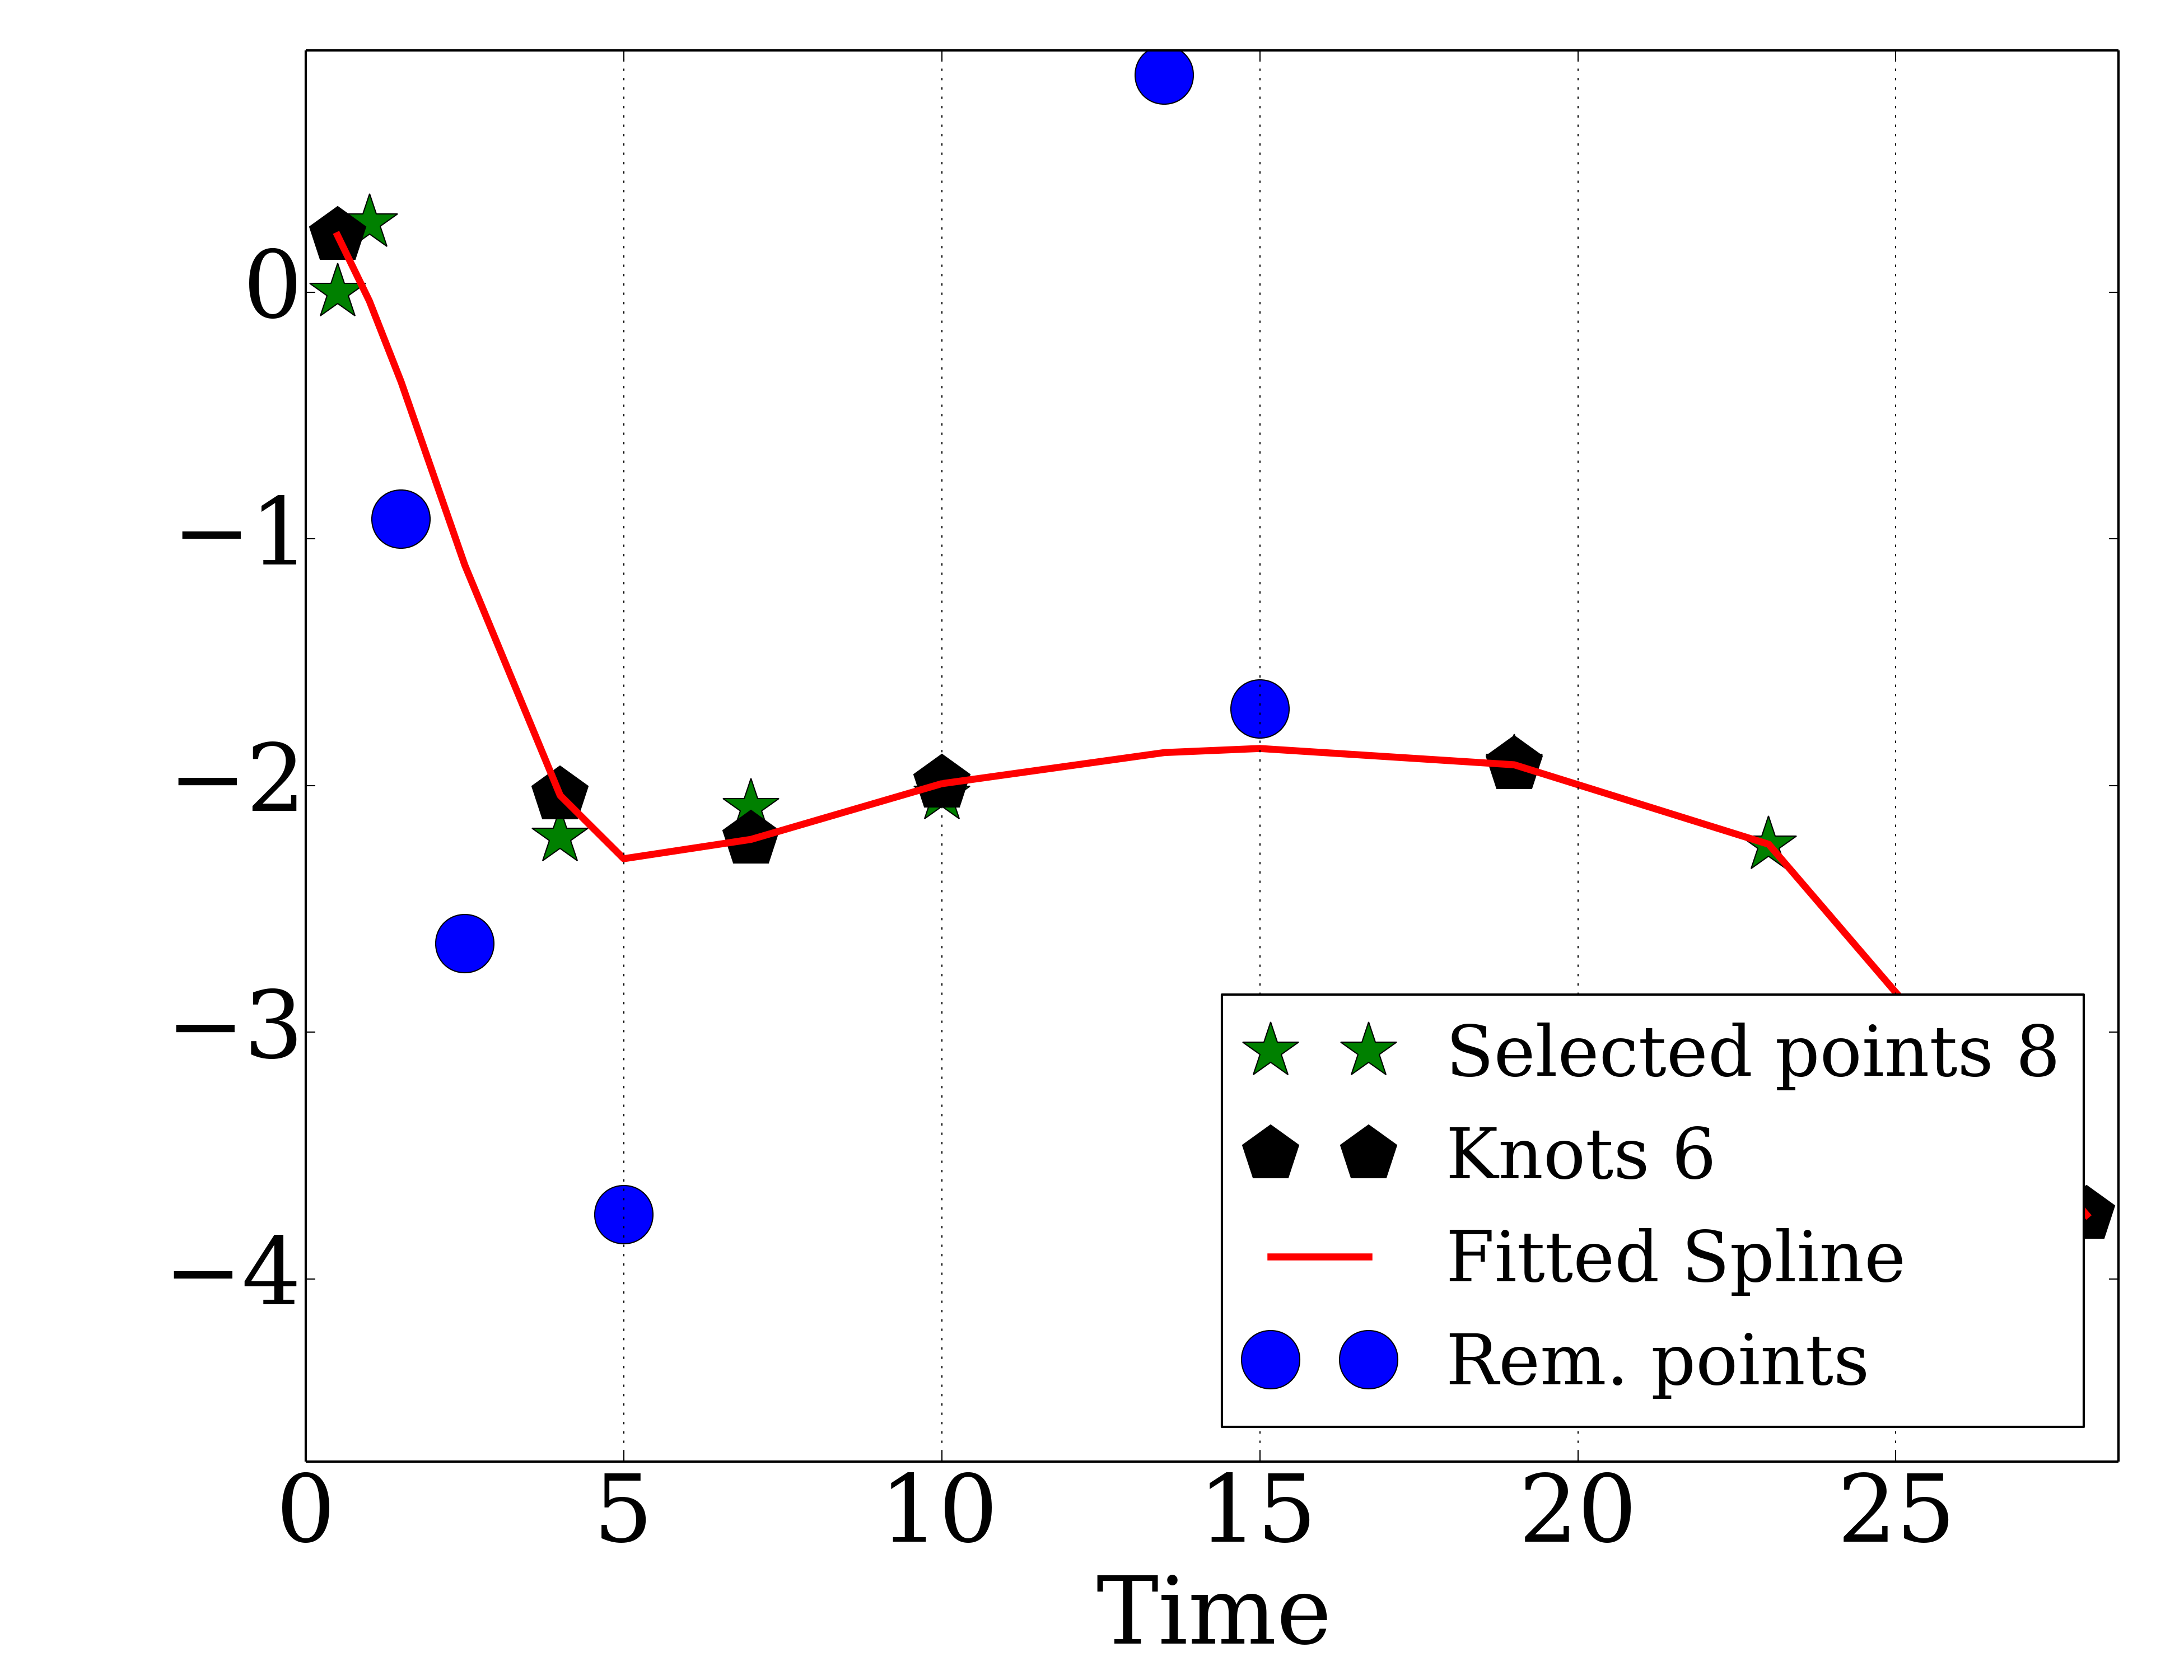 0
−1
−2
−3
−4
Selected points 8
Knots 6
Fitted Spline
Rem. points
0 5 10 15 20 25
Time